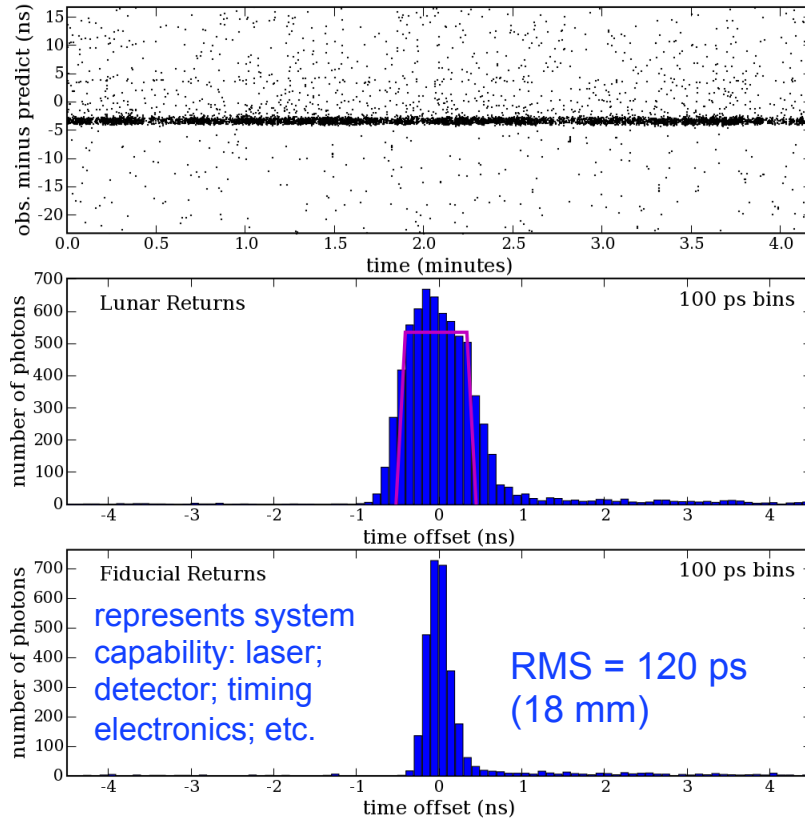 obs. minus predict (ns)
15
10
5
0
-5
-10
-15
-20
0.0 0.5 1.0 1.5 2.0 2.5 3.0 3.5 4.0
time (minutes)
number of photons
700
600
500
400
300
200
100
0
Lunar Returns
100 ps bins
-4 -3 -2 -1 0 1 2 3 4
time offset (ns)
number of photons
700
600
500
400
300
200
100
0
Fiducial Returns
100 ps bins
represents system
capability: laser;
detector; timing
electronics; etc.
RMS = 120 ps
(18 mm)
-4 -3 -2 -1 0 1 2 3 4
time offset (ns)